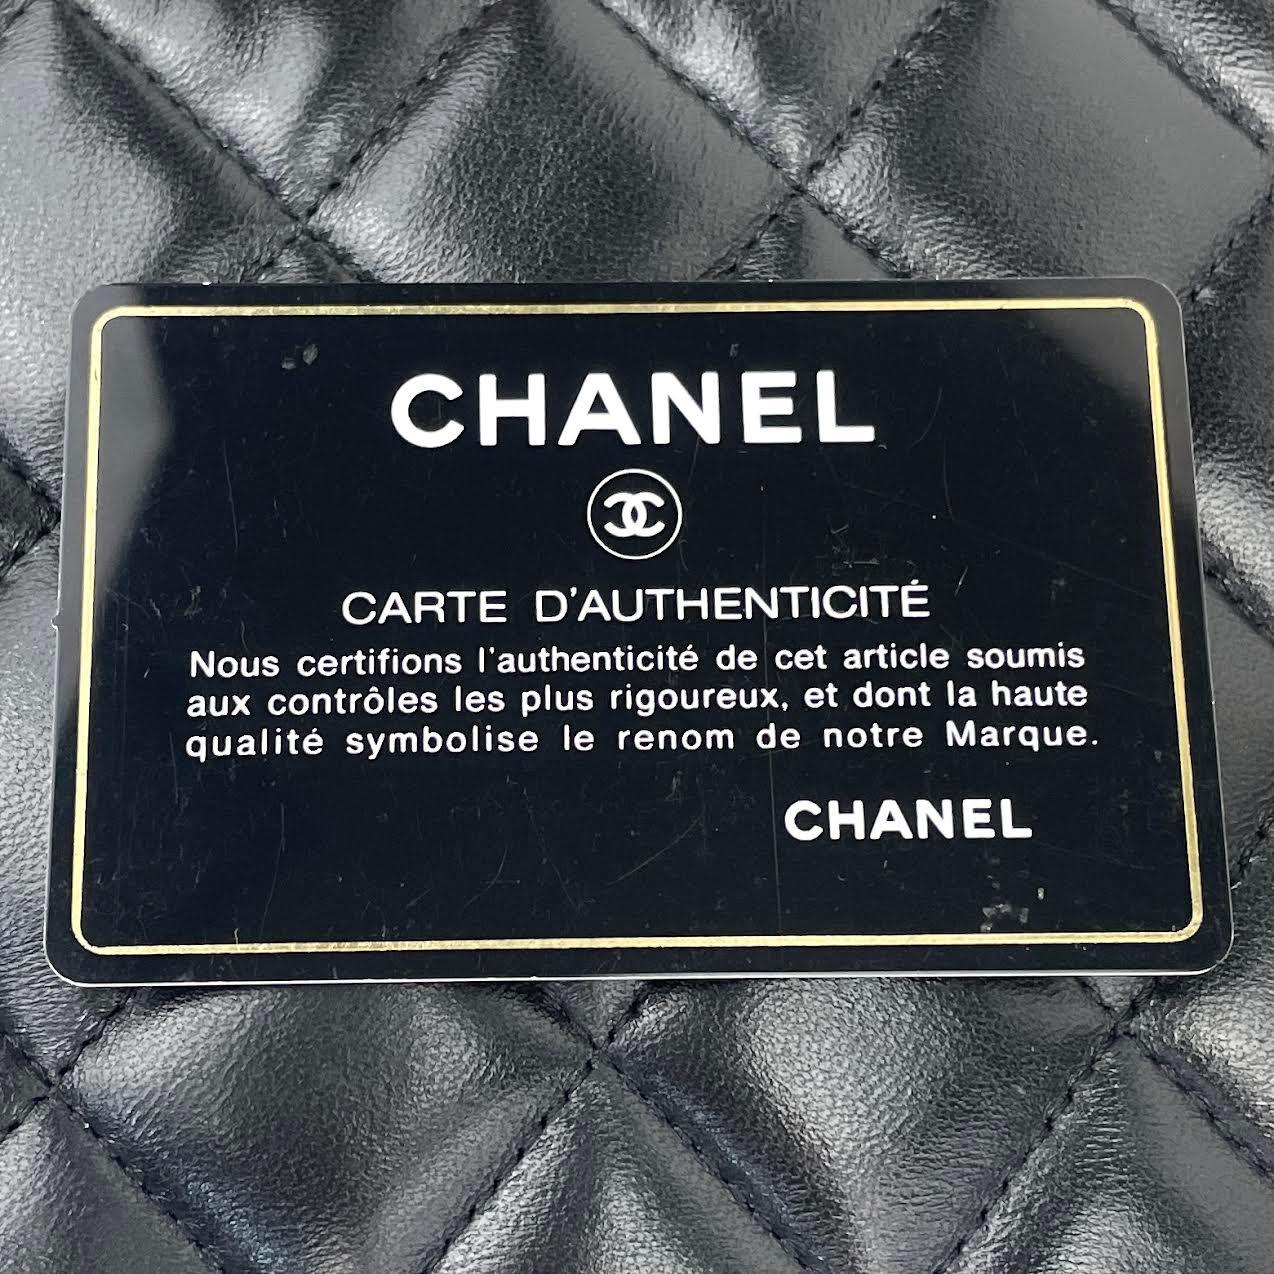 CHANEL
CARTE D'AUTHENTICITÉ
Nous certifions l'authenticité de cet article soumis
aux contrôles les plus rigoureux, et dont la haute
qualité symbolise le renom de notre Marque.
CHANEL